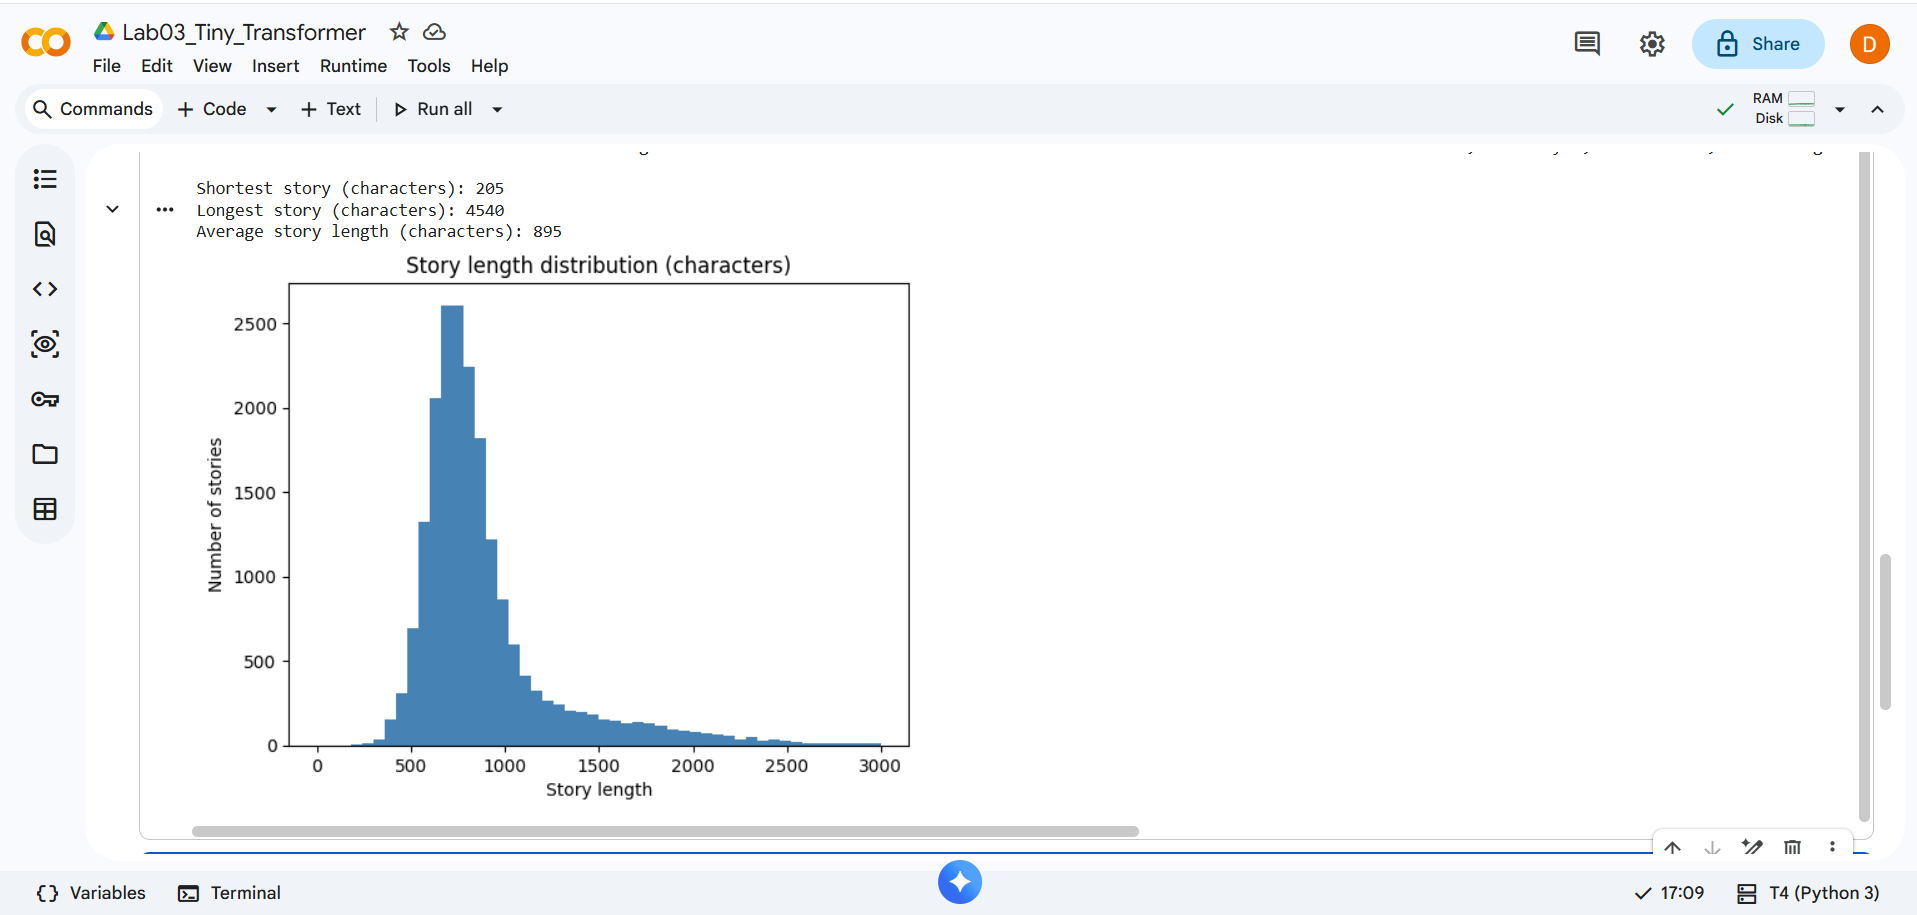 Lab03_Tiny_Transformer
File Edit View Insert Runtime Tools Help
Share
D
Commands + Code + Text Run all
RAM
Disk
Shortest story (characters): 205
Longest story (characters): 4540
Average story length (characters): 895
Story length distribution (characters)
2500
2000
1500
1000
500
0
Number of stories
0 500 1000 1500 2000 2500 3000
Story length
{} Variables Terminal
17:09 T4 (Python 3)